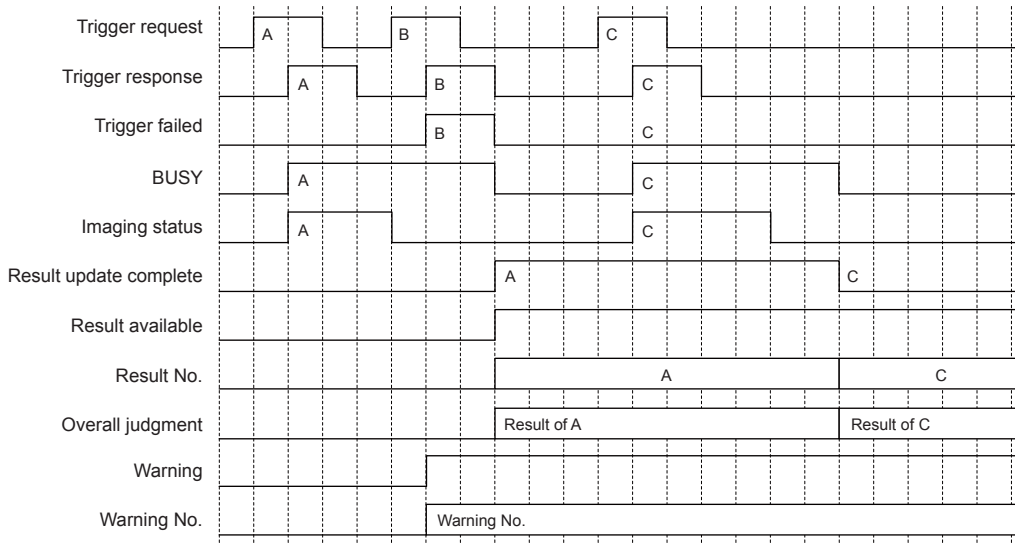 Trigger request
A
B
C
Trigger response
A
B
C
Trigger failed
B
C
BUSY
A
C
Imaging status
A
C
Result update complete
A
C
Result available
Result No.
A
C
Overall judgment
Result of A
Result of C
Warning
Warning No.
Warning No.